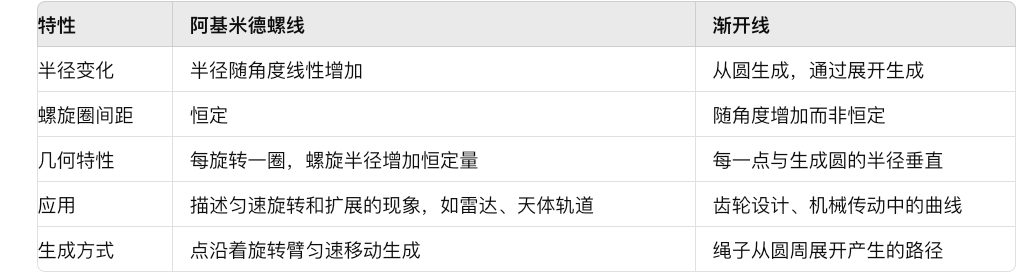 特性 阿基米德螺线 渐开线
半径变化 半径随角度线性增加 从圆生成，通过展开生成
螺旋圈间距 恒定 随角度增加而非恒定
几何特性 每旋转一圈，螺旋半径增加恒定量 每一点与生成圆的半径垂直
应用 描述匀速旋转和扩展的现象，如雷达、天体轨道 齿轮设计、机械传动中的曲线
生成方式 点沿着旋转臂匀速移动生成 绳子从圆周展开产生的路径